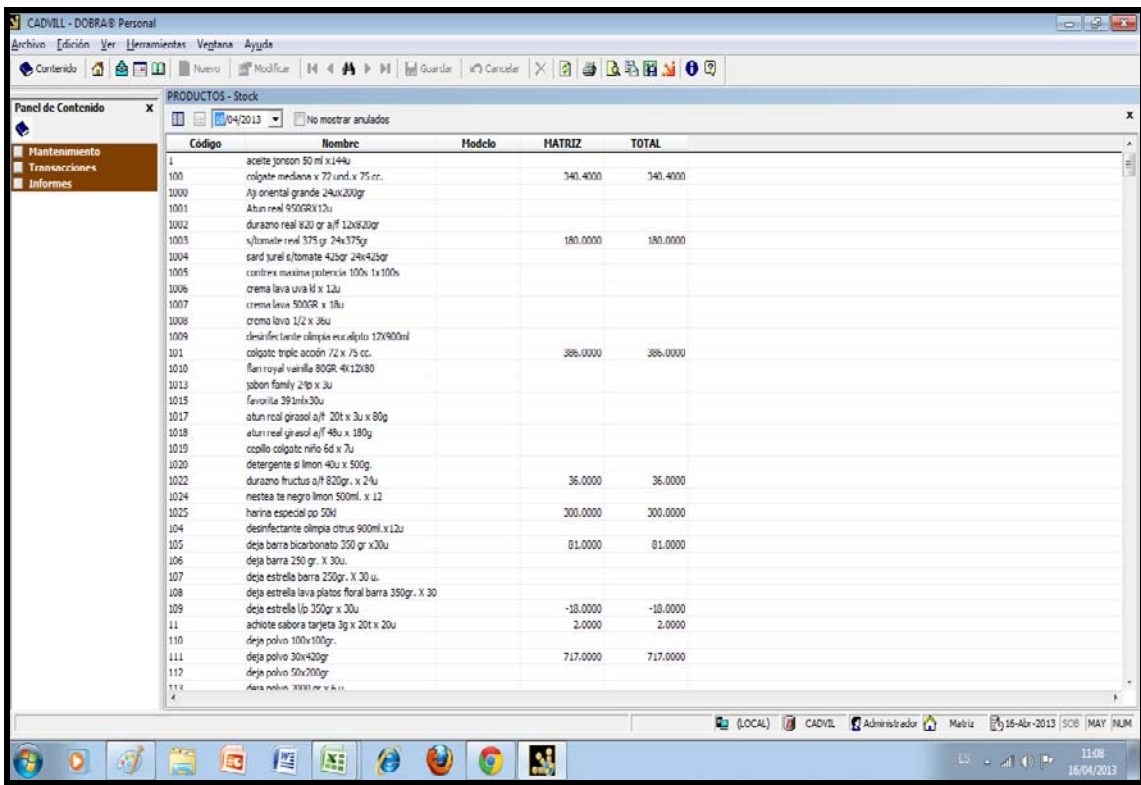 CADVILL - DOBRA® Personal
Archivo Edición Ver Herramientas Ventana Ayuda
Contenido Nuevo Modificar Guardar Cancelar
Panel de Contenido X
PRODUCTOS - Stock
16/04/2013 No mostrar anulados x
Mantenimiento
Transacciones
Informes
Código Nombre Modelo MATRIZ TOTAL
1 aceite jonson 50 ml x144u
100 colgate mediana x 72 und. x 75 cc. 340.4000 340.4000
1000 Aji oriental grande 24ux200gr
1001 Atun real 950GRX12u
1002 durazno real 820 gr a/f 12x820gr
1003 s/tomate real 375 gr 24x375gr 180.0000 180.0000
1004 sard jurel s/tomate 425gr 24x425gr
1005 contrex maxima potencia 100s 1x100s
1006 crema lava uva kl x 12u
1007 crema lava 500GR x 18u
1008 crema lava 1/2 x 36u
1009 desinfectante olimpia eucalipto 12X900ml
101 colgate triple acción 72 x 75 cc. 386.0000 386.0000
1010 flan royal vainilla 80GR 4X12X80
1013 jabon family 24p x 3u
1015 favorita 391mlx30u
1017 atun real girasol a/f 20t x 3u x 80g
1018 atun real girasol a/f 48u x 180g
1019 cepillo colgate niño 6d x 7u
1020 detergente si limon 40u x 500g.
1022 durazno fructus a/f 820gr. x 24u 36.0000 36.0000
1024 nestea te negro limon 500ml. x 12
1025 harina especial pp 50kl 300.0000 300.0000
104 desinfectante olimpia citrus 900ml.x12u
105 deja barra bicarbonato 350 gr x30u 81.0000 81.0000
106 deja barra 250 gr. X 30u.
107 deja estrella barra 250gr. X 30 u.
108 deja estrella lava platos floral barra 350gr. X 30
109 deja estrella l/p 350gr x 30u -18.0000 -18.0000
11 achiote sabora tarjeta 3g x 20t x 20u 2.0000 2.0000
110 deja polvo 100x100gr.
111 deja polvo 30x420gr 717.0000 717.0000
112 deja polvo 50x200gr
113 deja polvo 2000 gr x 6 u
(LOCAL) CADVIL Administrador Matriz 16-Abr-2013 SOB MAY NUM
ES 11:08
16/04/2013